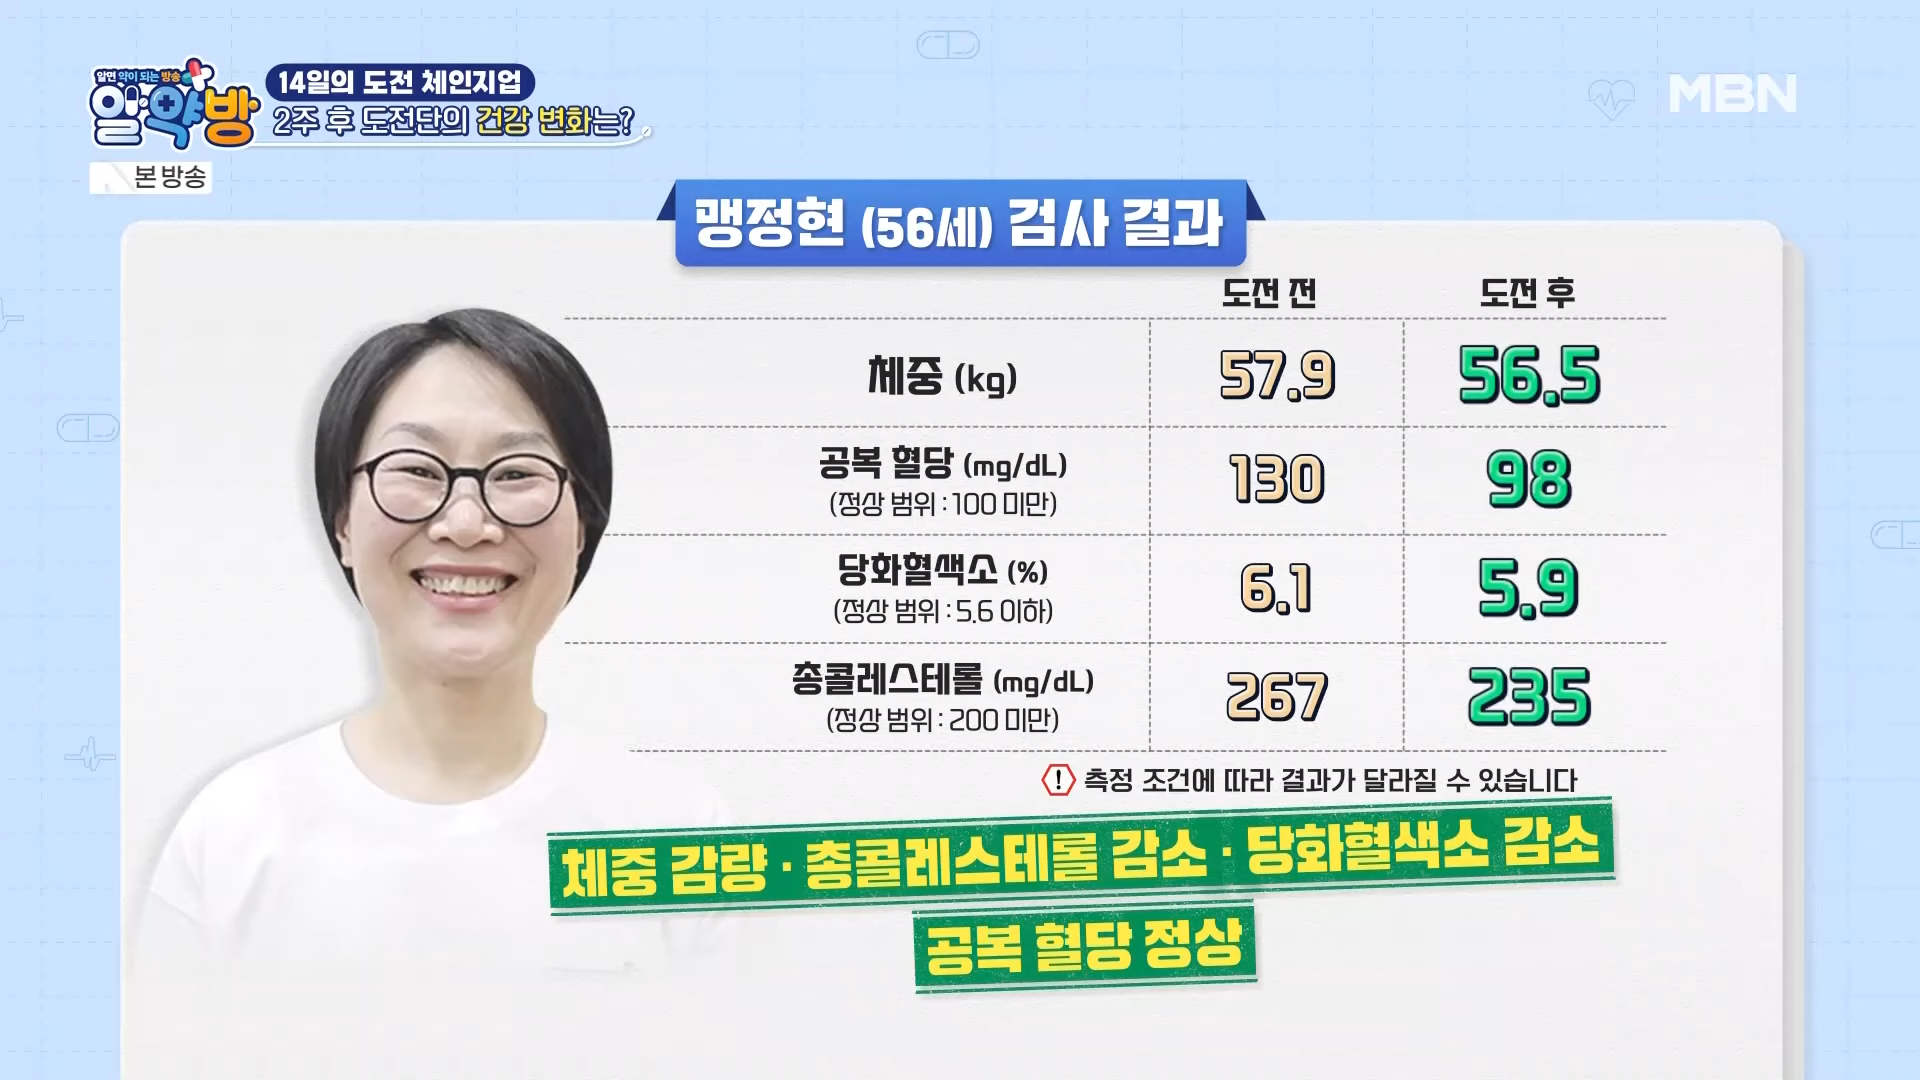 알면 약이 되는 방송
알약방
14일의 도전 체인지업
2주 후 도전단의 건강 변화는?
본 방송
MBN
맹정현 (56세) 검사 결과
도전 전 도전 후
체중 (kg) 57.9 56.5
공복 혈당 (mg/dL) 130 98
(정상 범위 : 100 미만)
당화혈색소 (%) 6.1 5.9
(정상 범위 : 5.6 이하)
총콜레스테롤 (mg/dL) 267 235
(정상 범위 : 200 미만)
! 측정 조건에 따라 결과가 달라질 수 있습니다
체중 감량 · 총콜레스테롤 감소 · 당화혈색소 감소
공복 혈당 정상